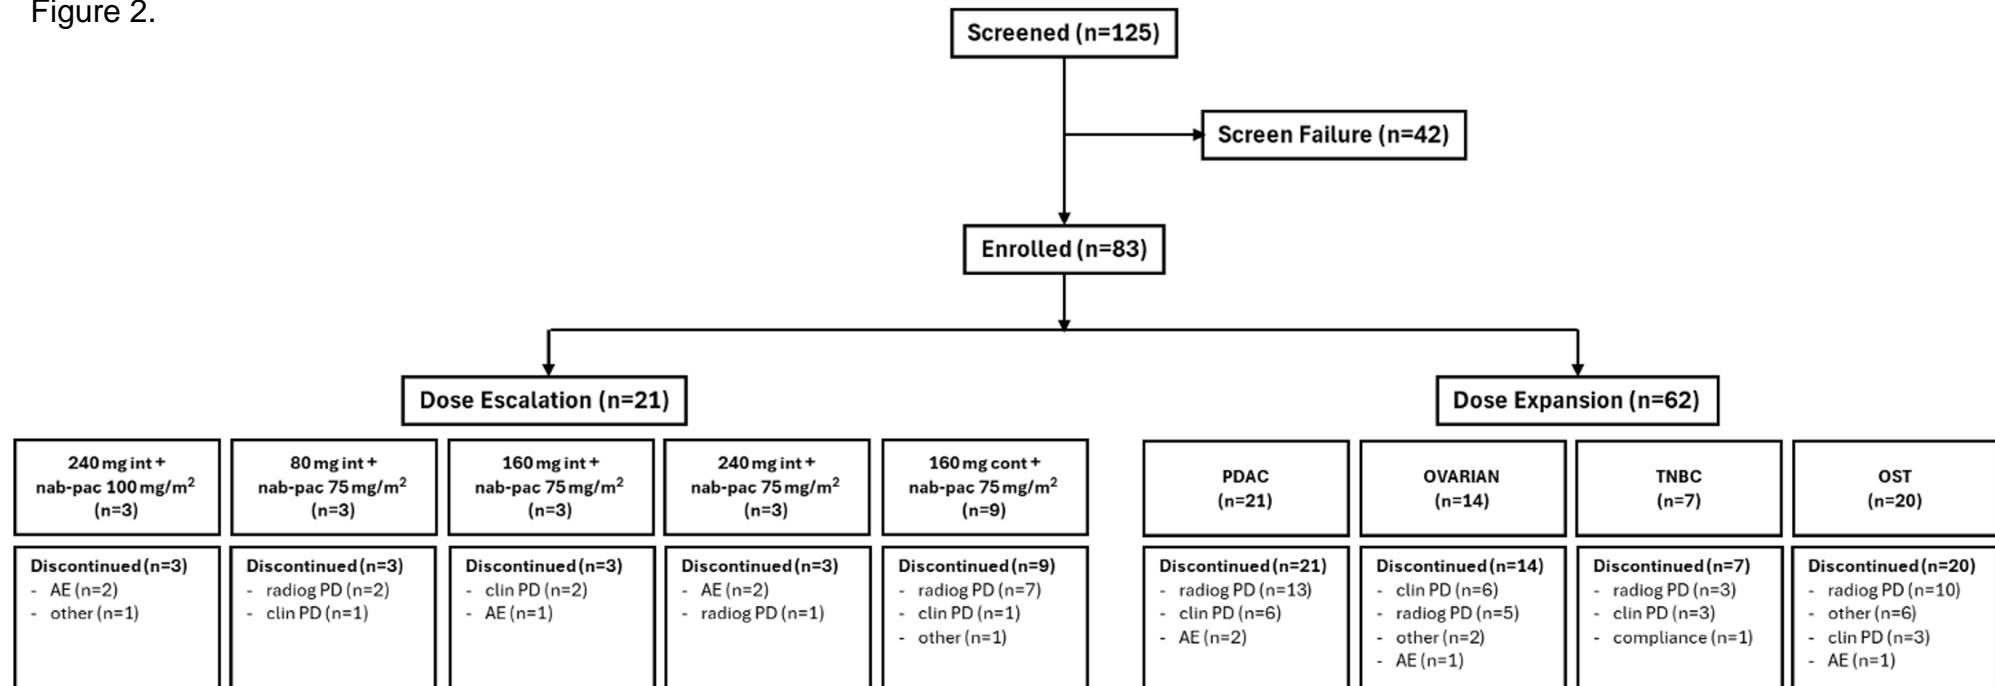 Figure 2.
Screened (n=125)
Screen Failure (n=42)
Enrolled (n=83)
Dose Escalation (n=21)
Dose Expansion (n=62)
240 mg int +
nab-pac 100 mg/m²
(n=3)
80 mg int +
nab-pac 75 mg/m²
(n=3)
160 mg int +
nab-pac 75 mg/m²
(n=3)
240 mg int +
nab-pac 75 mg/m²
(n=3)
160 mg cont +
nab-pac 75 mg/m²
(n=9)
PDAC
(n=21)
OVARIAN
(n=14)
TNBC
(n=7)
OST
(n=20)
Discontinued (n=3)
- AE (n=2)
- other (n=1)
Discontinued (n=3)
- radiog PD (n=2)
- clin PD (n=1)
Discontinued (n=3)
- clin PD (n=2)
- AE (n=1)
Discontinued (n=3)
- AE (n=2)
- radiog PD (n=1)
Discontinued (n=9)
- radiog PD (n=7)
- clin PD (n=1)
- other (n=1)
Discontinued (n=21)
- radiog PD (n=13)
- clin PD (n=6)
- AE (n=2)
Discontinued (n=14)
- clin PD (n=6)
- radiog PD (n=5)
- other (n=2)
- AE (n=1)
Discontinued (n=7)
- radiog PD (n=3)
- clin PD (n=3)
- compliance (n=1)
Discontinued (n=20)
- radiog PD (n=10)
- other (n=6)
- clin PD (n=3)
- AE (n=1)